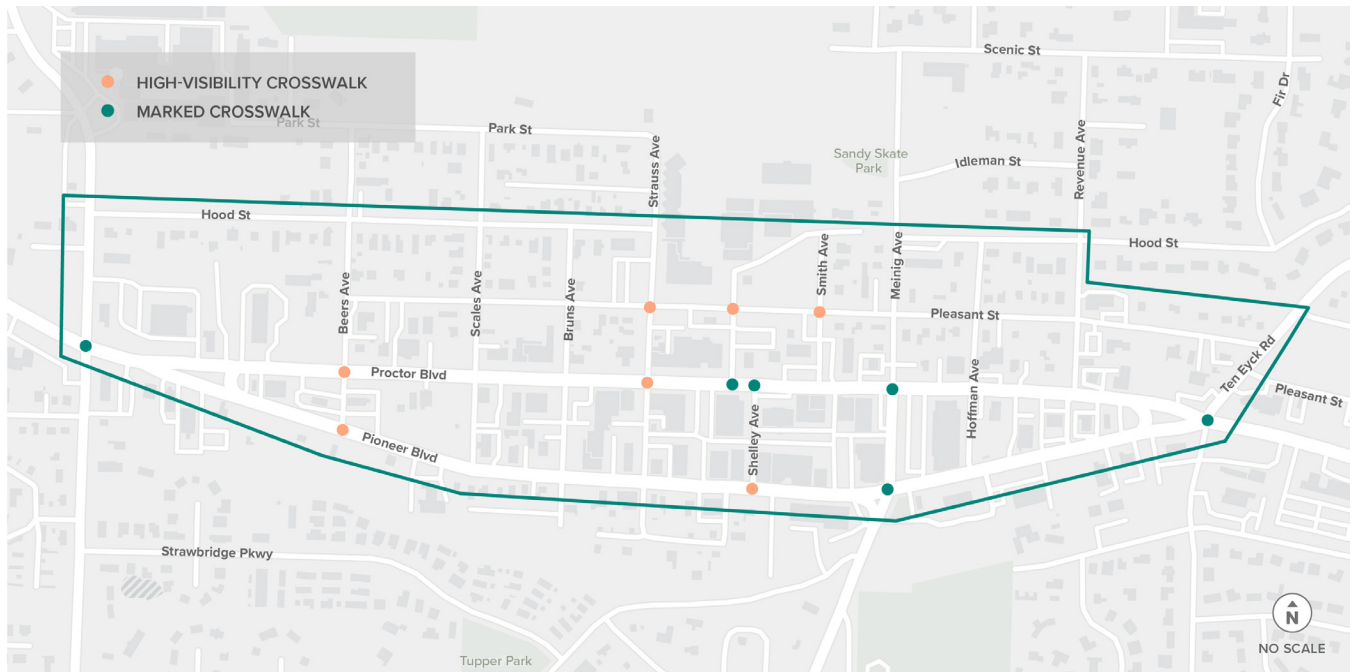 Scenic St
HIGH-VISIBILITY CROSSWALK
MARKED CROSSWALK
Fir Dr
Park St
Park St
Strauss Ave
Revenue Ave
Sandy Skate
Park
Idleman St
Hood St
Hood St
Smith Ave
Meinig Ave
Beers Ave
Scales Ave
Bruns Ave
Pleasant St
Proctor Blvd
Ten Eyck Rd
Pleasant St
Hoffman Ave
Shelley Ave
Pioneer Blvd
Strawbridge Pkwy
N
NO SCALE
Tupper Park